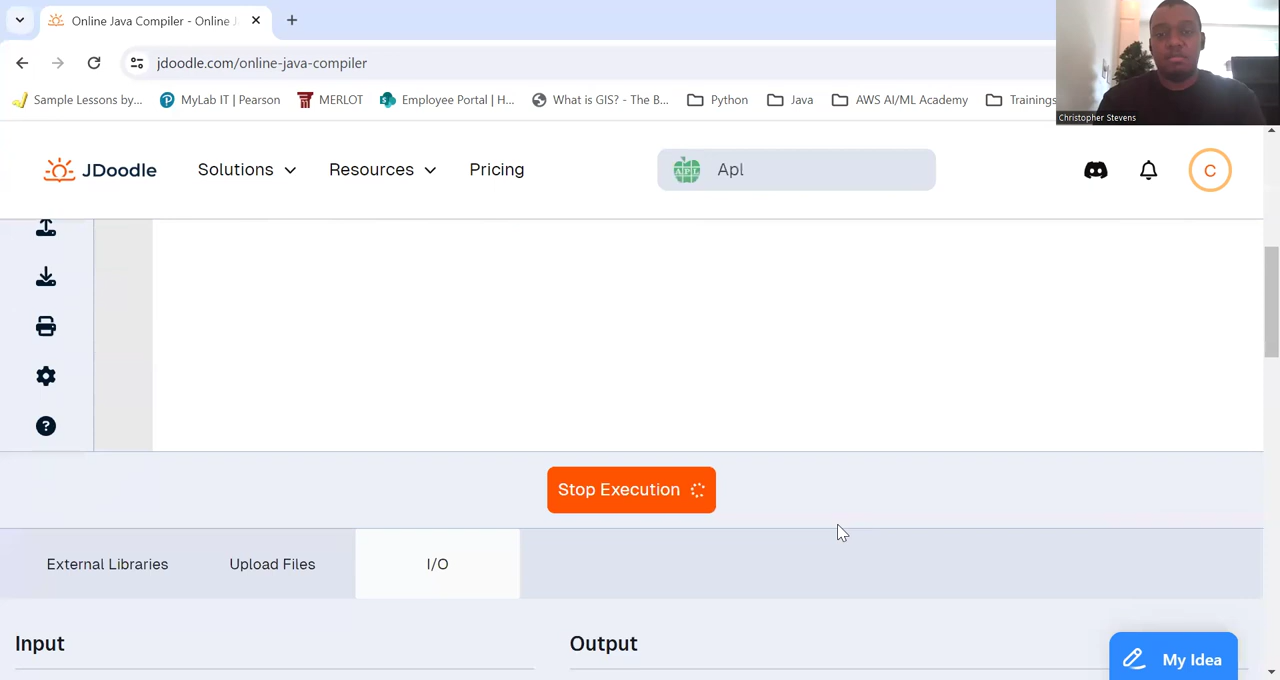 Online Java Compiler - Online J
jdoodle.com/online-java-compiler
Sample Lessons by... MyLab IT | Pearson MERLOT Employee Portal | H... What is GIS? - The B... Python Java AWS AI/ML Academy Trainings
Christopher Stevens
JDoodle Solutions Resources Pricing APL Apl C
?
Stop Execution
External Libraries Upload Files I/O
Input Output
My Idea